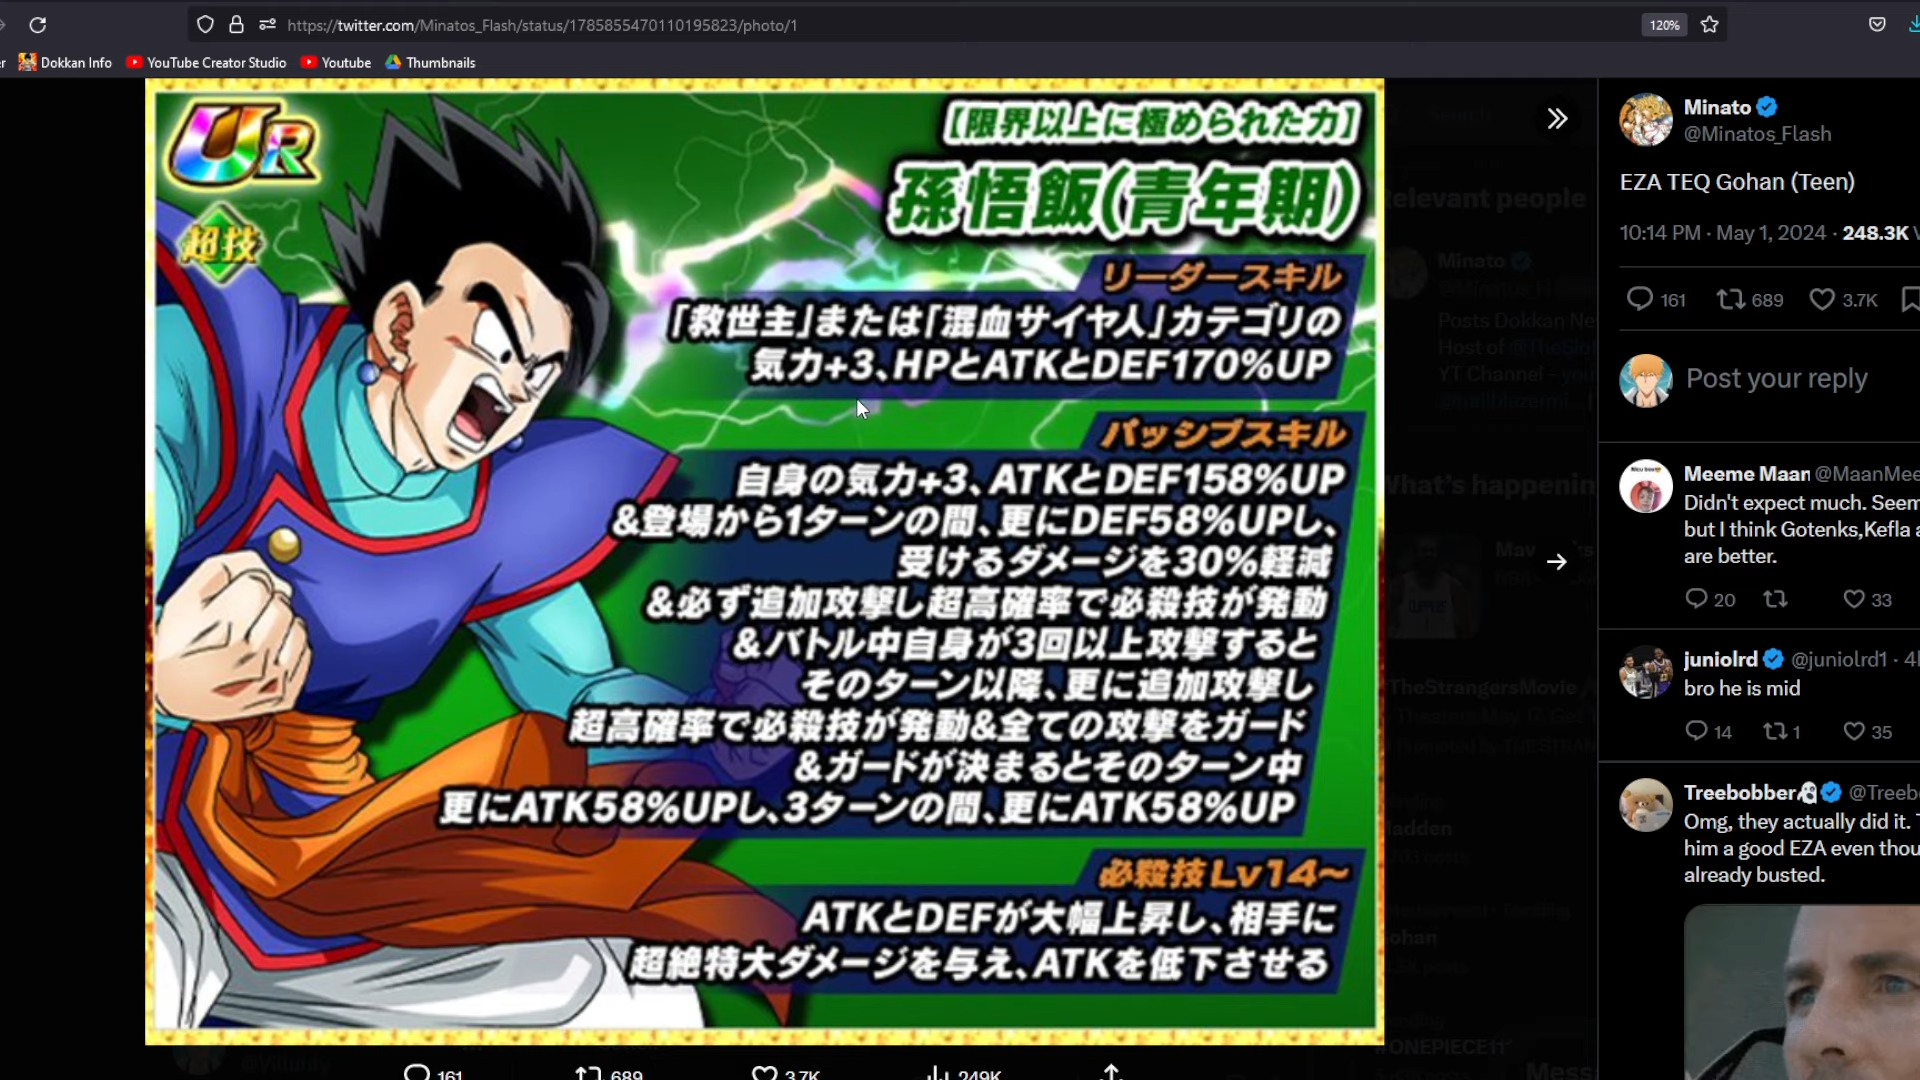 https://twitter.com/Minatos_Flash/status/1785855470110195823/photo/1
120%
Dokkan Info
YouTube Creator Studio
Youtube
Thumbnails
UR
超技
【限界以上に極められた力】
孫悟飯(青年期)
リーダースキル
「救世主」または「混血サイヤ人」カテゴリの
気力+3、HPとATKとDEF170%UP
パッシブスキル
自身の気力+3、ATKとDEF158%UP
&登場から1ターンの間、更にDEF58%UPし、
受けるダメージを30%軽減
&必ず追加攻撃し超高確率で必殺技が発動
&バトル中自身が3回以上攻撃すると
そのターン以降、更に追加攻撃し
超高確率で必殺技が発動&全ての攻撃をガード
&ガードが決まるとそのターン中
更にATK58%UPし、3ターンの間、更にATK58%UP
必殺技Lv14~
ATKとDEFが大幅上昇し、相手に
超絶特大ダメージを与え、ATKを低下させる
161
689
3.7K
249K
Relevant people
Minato
What's happenin
Minato
@Minatos_Flash
EZA TEQ Gohan (Teen)
10:14 PM · May 1, 2024 · 248.3K
161
689
3.7K
Post your reply
Meeme Maan @MaanMee
Didn't expect much. Seem
but I think Gotenks,Kefla a
are better.
20
33
juniolrd @juniolrd1 · 4
bro he is mid
14
1
35
Treebobber @Treeb
Omg, they actually did it. T
him a good EZA even thou
already busted.